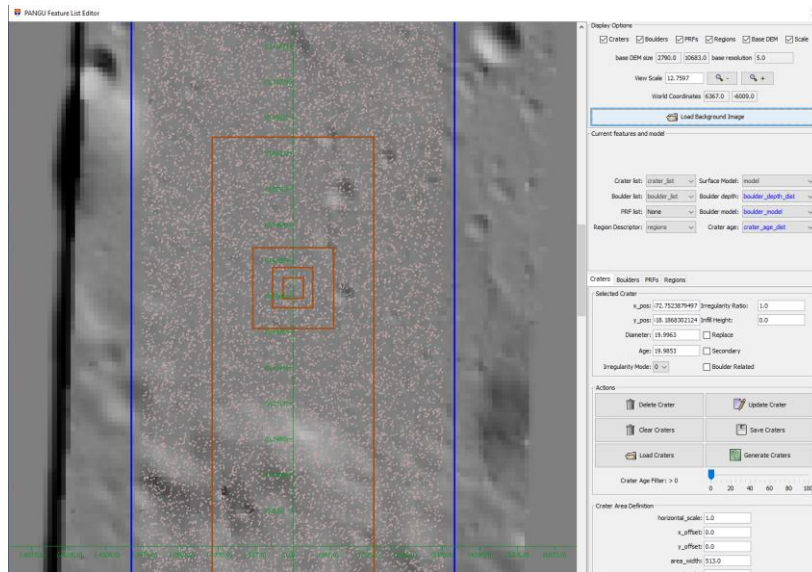 PANGU Feature List Editor
Display Options
Craters Boulders PRFs Regions Base DEM Scale
base DEM size 2790.0 10683.0 base resolution 5.0
View Scale 12.7597
World Coordinates 6367.0 -6009.0
Load Background Image
Current features and model
Crater list: crater_list Surface Model: model
Boulder list: boulder_list Boulder depth: boulder_depth_dist
PRF list: None Boulder model: boulder_model
Region Descriptor: regions Crater age: crater_age_dist
Craters Boulders PRFs Regions
Selected Crater
x_pos: -72.7523879497 Irregularity Ratio: 1.0
y_pos: -18.1868302124 Infill Height: 0.0
Diameter: 19.9963 Replace
Age: 19.9853 Secondary
Irregularity Mode: 0 Boulder Related
Actions
Delete Crater Update Crater
Clear Craters Save Craters
Load Craters Generate Craters
Crater Age Filter: > 0
0 20 40 60 80 100
Crater Area Definition
horizontal_scale: 1.0
x_offset: 0.0
y_offset: 0.0
area_width: 513.0